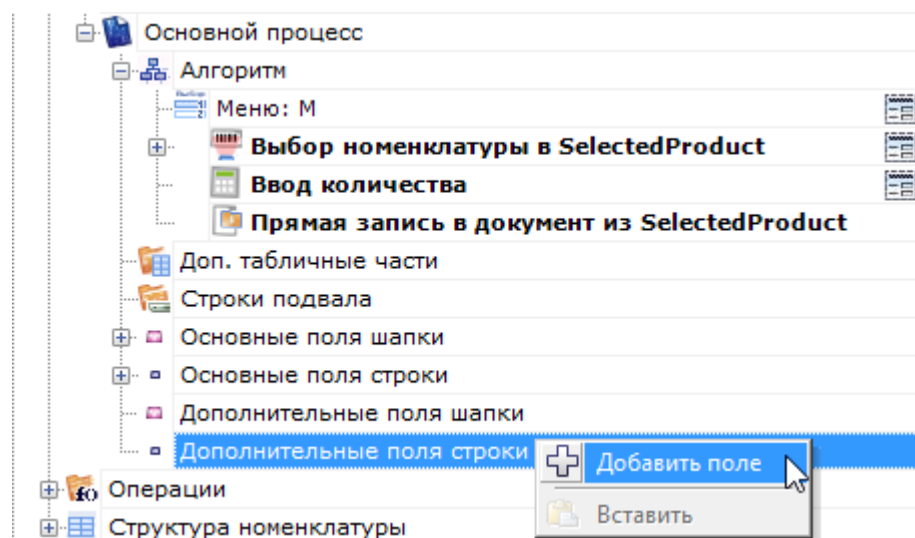 Основной процесс
Алгоритм
Меню: М
Выбор номенклатуры в SelectedProduct
Ввод количества
Прямая запись в документ из SelectedProduct
Доп. табличные части
Строки подвала
Основные поля шапки
Основные поля строки
Дополнительные поля шапки
Дополнительные поля строки
Добавить поле
Операции
Вставить
Структура номенклатуры